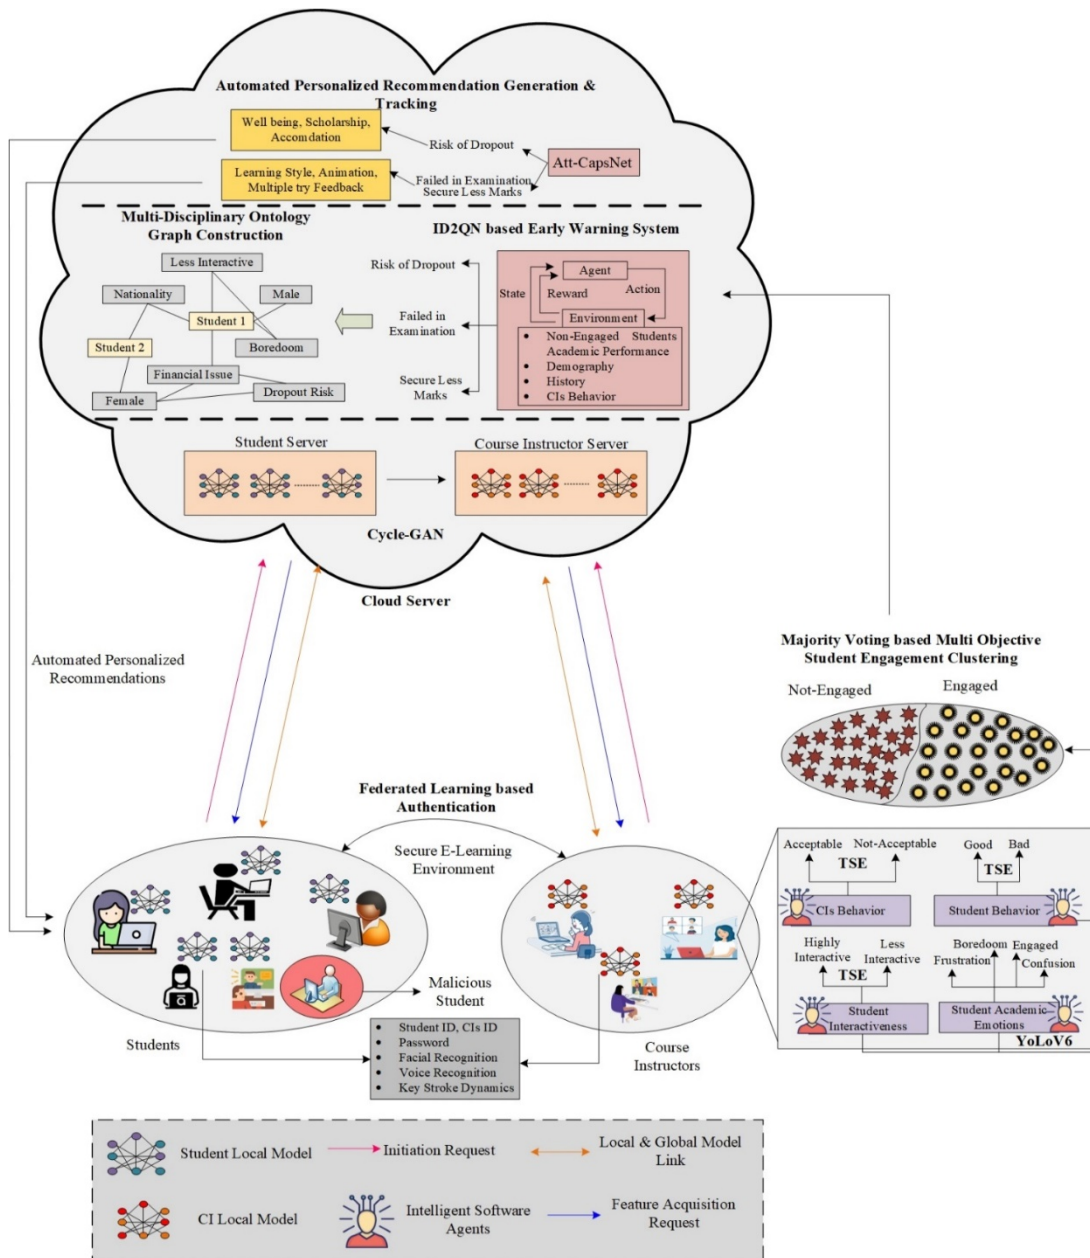 Automated Personalized Recommendation Generation &
Tracking
Well being, Scholarship,
Accomdation
Risk of Dropout
Att-CapsNet
Learning Style, Animation,
Multiple try Feedback
Failed in Examination
Secure Less Marks
Multi-Disciplinary Ontology
Graph Construction
ID2QN based Early Warning System
Less Interactive
Nationality
Male
Student 1
Student 2
Boredoom
Financial Issue
Dropout Risk
Female
Risk of Dropout
Failed in
Examination
Secure Less
Marks
Agent
State
Reward
Action
Environment
• Non-Engaged Students
Academic Performance
• Demography
• History
• CIs Behavior
Student Server
Course Instructor Server
Cycle-GAN
Cloud Server
Automated Personalized
Recommendations
Majority Voting based Multi Objective
Student Engagement Clustering
Not-Engaged
Engaged
Federated Learning based
Authentication
Secure E-Learning
Environment
Malicious
Student
Students
Course
Instructors
• Student ID, CIs ID
• Password
• Facial Recognition
• Voice Recognition
• Key Stroke Dynamics
Acceptable
Not-Acceptable
TSE
CIs Behavior
Good
Bad
TSE
Student Behavior
Highly
Interactive
Less
Interactive
TSE
Student
Interactiveness
Boredoom
Engaged
Frustration
Confusion
Student Academic
Emotions
YoLoV6
Student Local Model
Initiation Request
Local & Global Model
Link
CI Local Model
Intelligent Software
Agents
Feature Acquisition
Request